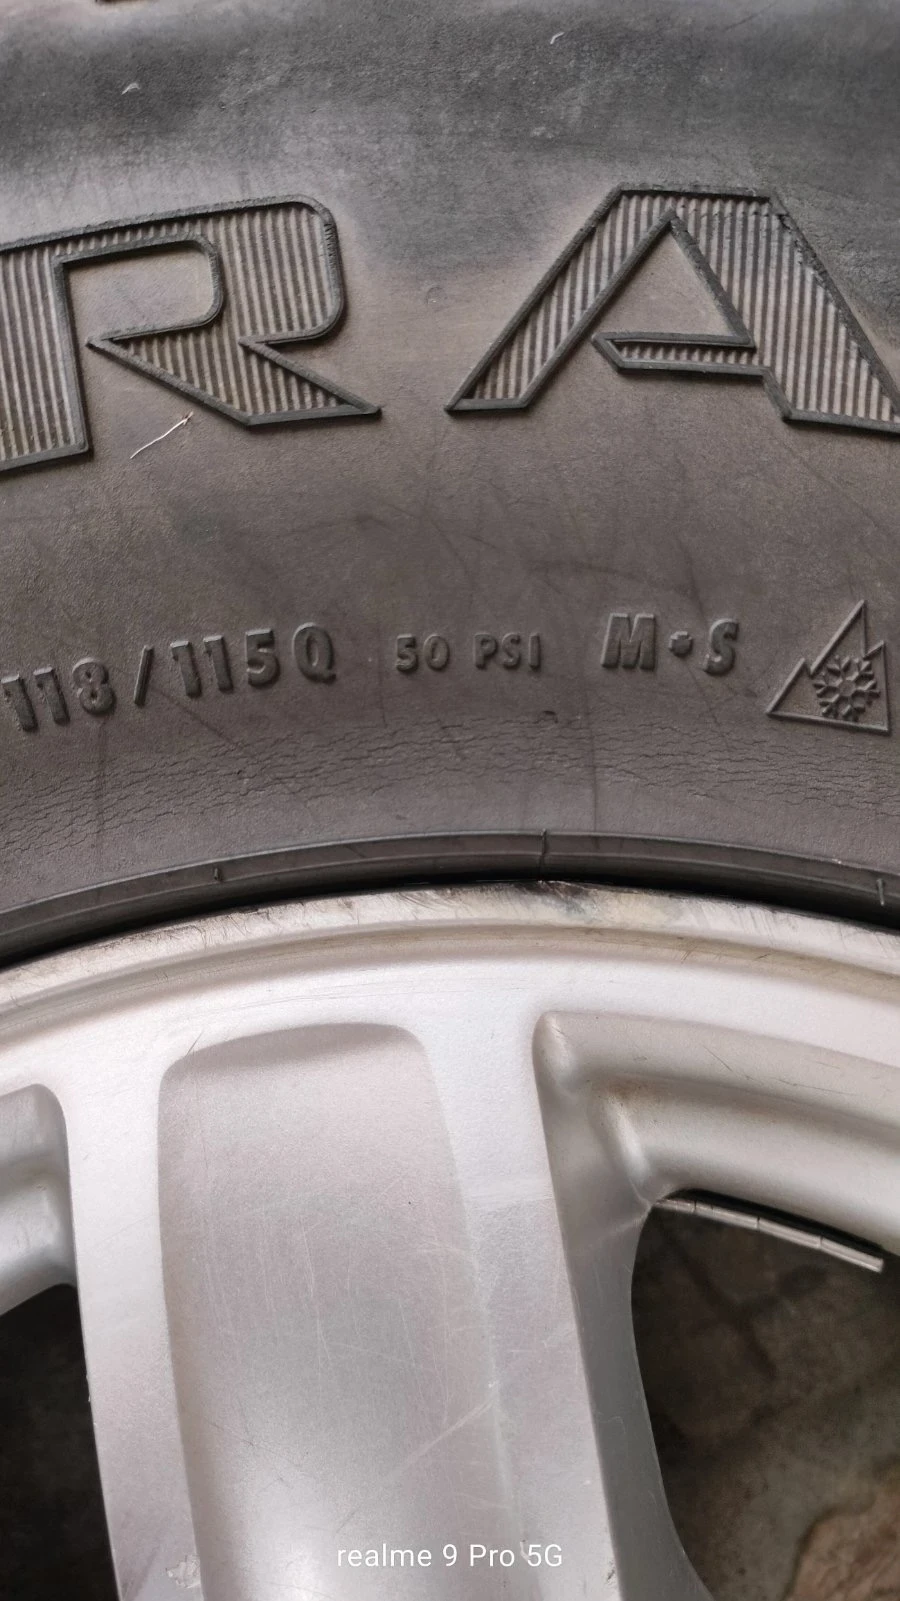 RA
118/115Q 50 PSI M+S
realme 9 Pro 5G